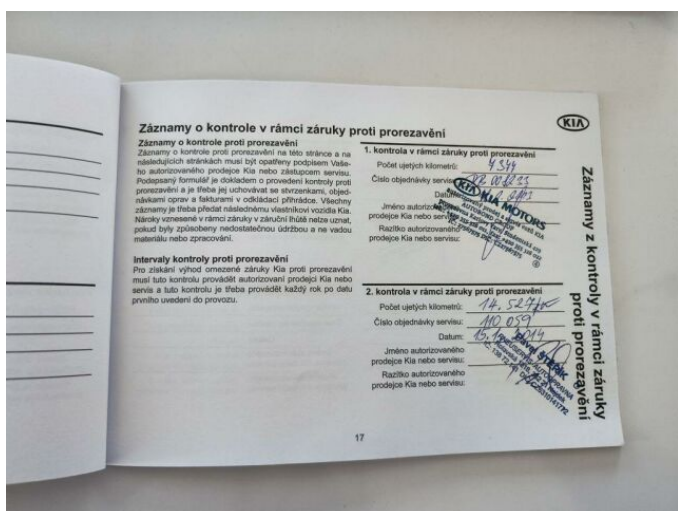 Záznamy o kontrole v rámci záruky proti prorezavění
Záznamy o kontrole proti prorezavění
Záznamy o kontrole proti prorezavění na této stránce a na
následujících stránkách musí být opatřeny podpisem Vaše-
ho autorizovaného prodejce Kia nebo zástupcem servisu.
Podepsaný formulář je dokladem o provedení kontroly proti
prorezavění a je třeba jej uchovávat se stvrzenkami, objed-
návkami oprav a fakturami v odkládací přihrádce. Všechny
záznamy je třeba předat následnému vlastníkovi vozidla Kia.
Nároky vznesené v rámci záruky v záruční lhůtě nelze uznat,
pokud byly způsobeny nedostatečnou údržbou a ne vadou
materiálu nebo zpracování.
Intervaly kontroly proti prorezavění
Pro získání výhod omezené záruky Kia proti prorezavění
musí tuto kontrolu provádět autorizovaní prodejci Kia nebo
servis a tuto kontrolu je třeba provádět každý rok po datu
prvního uvedení do provozu.
1. kontrola v rámci záruky proti prorezavění
Počet ujetých kilometrů: 7344
Číslo objednávky servisu:
Datum:
Jméno autorizovaného
prodejce Kia nebo servisu:
Razítko autorizovaného
prodejce Kia nebo servisu:
KIA KIA MOTORS
2. kontrola v rámci záruky proti prorezavění
Počet ujetých kilometrů: 14.527
Číslo objednávky servisu: 110 059
Datum: 15.1. 2014
Jméno autorizovaného
prodejce Kia nebo servisu:
Razítko autorizovaného
prodejce Kia nebo servisu:
KIA
Záznamy z kontroly v rámci záruky
proti prorezavění
17